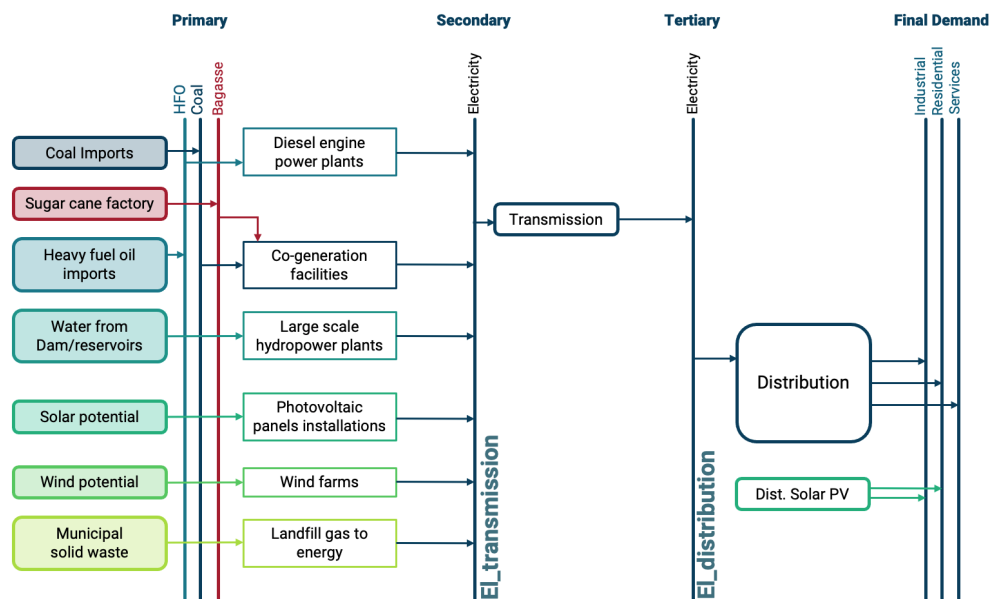 Primary
Secondary
Tertiary
Final Demand
HFO
Coal
Bagasse
Electricity
Electricity
Industrial
Residential
Services
Coal Imports
Diesel engine
power plants
Sugar cane factory
Transmission
Heavy fuel oil
imports
Co-generation
facilities
Water from
Dam/reservoirs
Large scale
hydropower plants
Distribution
Solar potential
Photovoltaic
panels installations
Wind potential
Wind farms
Dist. Solar PV
Municipal
solid waste
Landfill gas to
energy
El_transmission
El_distribution